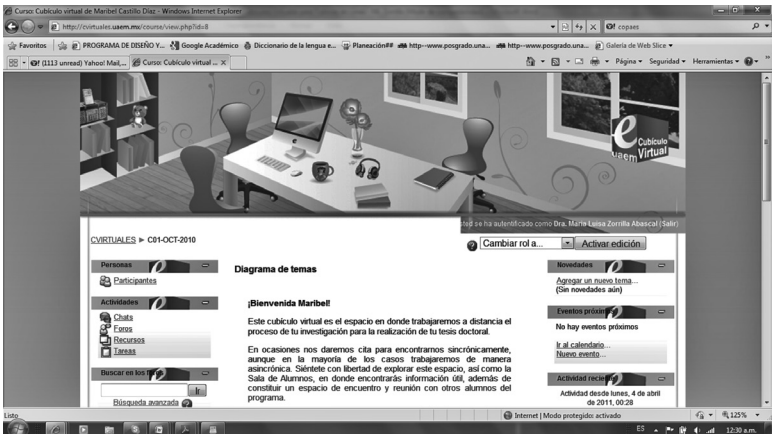 Curso: Cubículo virtual de Maribel Castillo Díaz - Windows Internet Explorer
http://cvirtuales.uaem.mx/course/view.php?id=8
copaes
Favoritos
PROGRAMA DE DISEÑO Y...
Google Académico
Diccionario de la lengua e...
Planeación##
http--www.posgrado.una...
http--www.posgrado.una...
Galería de Web Slice
(1113 unread) Yahoo! Mail,...
Curso: Cubículo virtual ...
Página
Seguridad
Herramientas
e
Cubículo
uaem Virtual
sted se ha autentificado como Dra. María Luisa Zorrilla Abascal (Salir)
CVIRTUALES ► C01-OCT-2010
Cambiar rol a...
Activar edición
Personas
Participantes
Actividades
Chats
Foros
Recursos
Tareas
Buscar en los
Ir
Búsqueda avanzada
Diagrama de temas
¡Bienvenida Maribel!
Este cubículo virtual es el espacio en donde trabajaremos a distancia el
proceso de tu investigación para la realización de tu tesis doctoral.
En ocasiones nos daremos cita para encontrarnos sincrónicamente,
aunque en la mayoría de los casos trabajaremos de manera
asincrónica. Siéntete con libertad de explorar este espacio, así como la
Sala de Alumnos, en donde encontrarás información útil, además de
constituir un espacio de encuentro y reunión con otros alumnos del
programa.
Novedades
Agregar un nuevo tema...
(Sin novedades aún)
Eventos próxim
No hay eventos próximos
Ir al calendario...
Nuevo evento...
Actividad recie
Actividad desde lunes, 4 de abril
de 2011, 00:28
Listo
Internet | Modo protegido: activado
125%
ES
12:30 a.m.